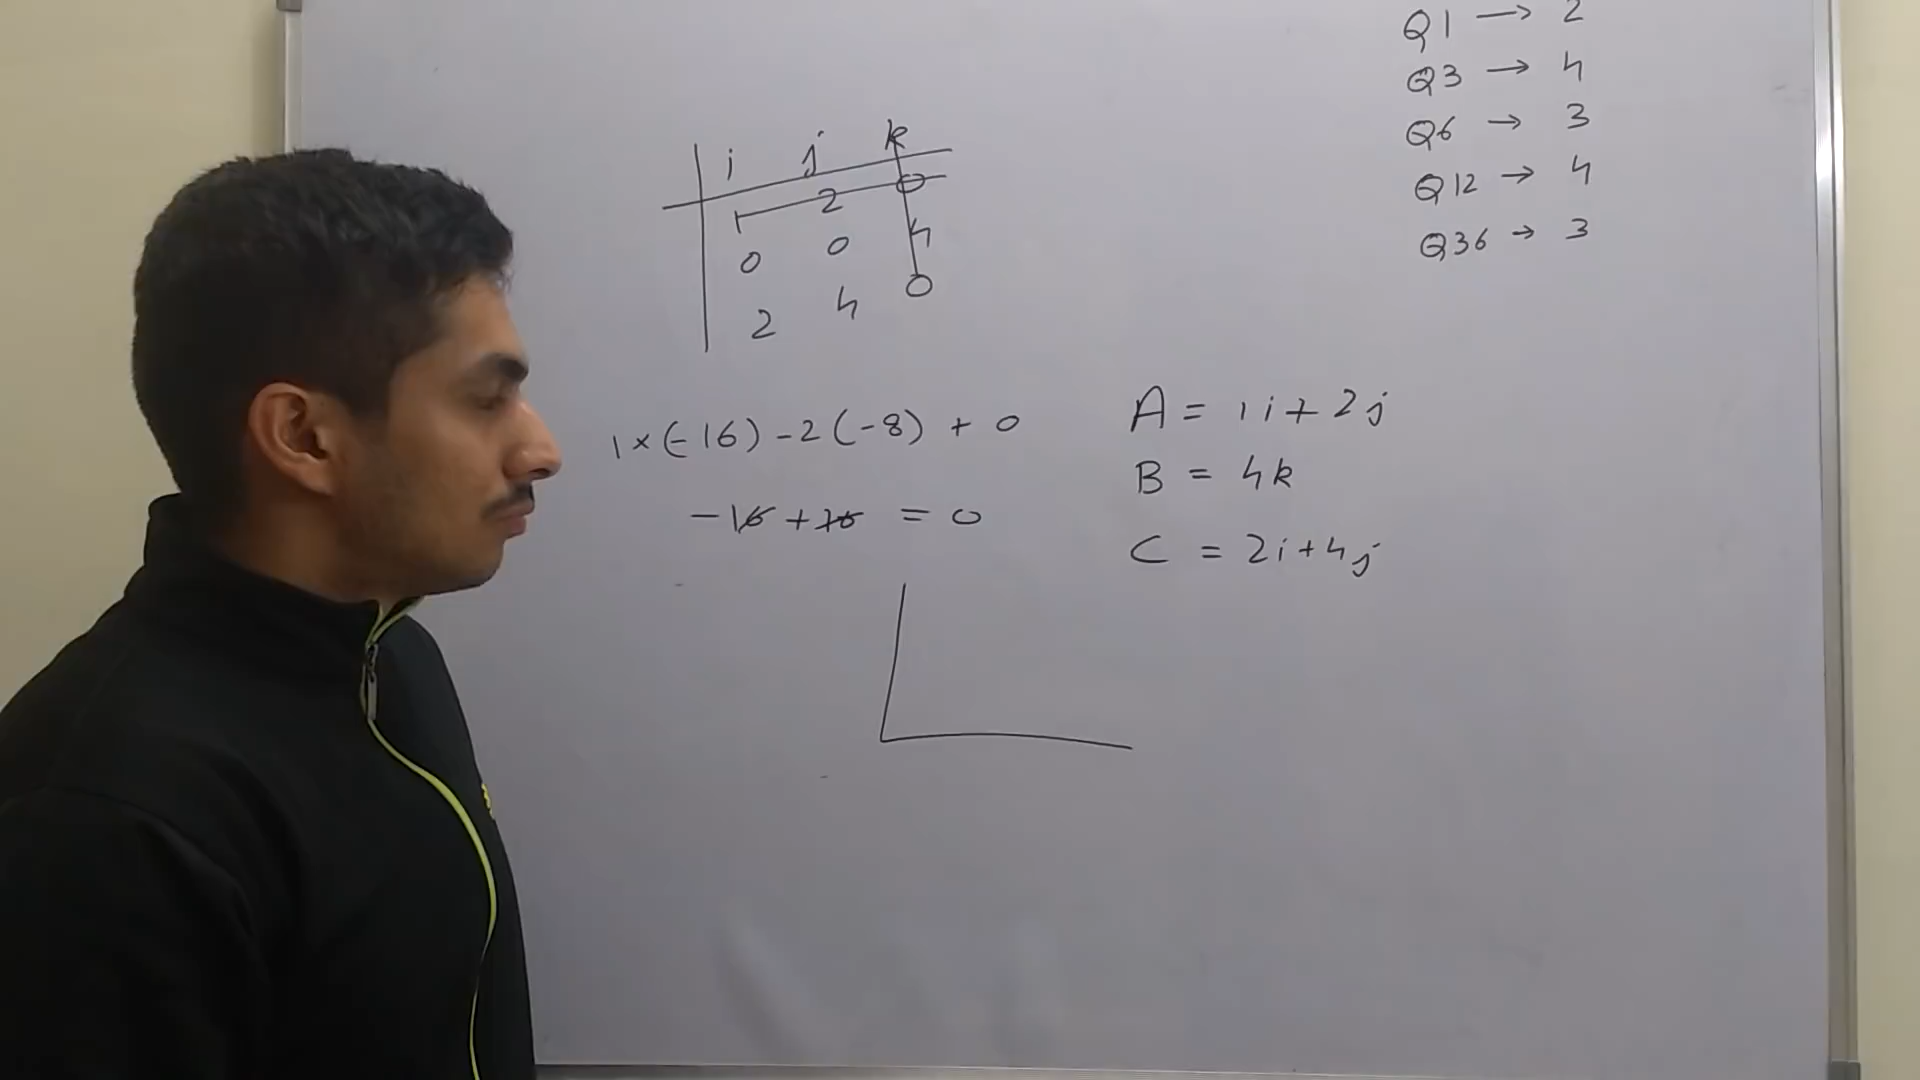 i j k
1 2 0
0 0 4
2 4 0
1 × (-16) - 2 (-8) + 0
-16 + 16 = 0
Q1 → 2
Q3 → 4
Q6 → 3
Q12 → 4
Q36 → 3
A = 1i + 2j
B = 4k
C = 2i + 4j